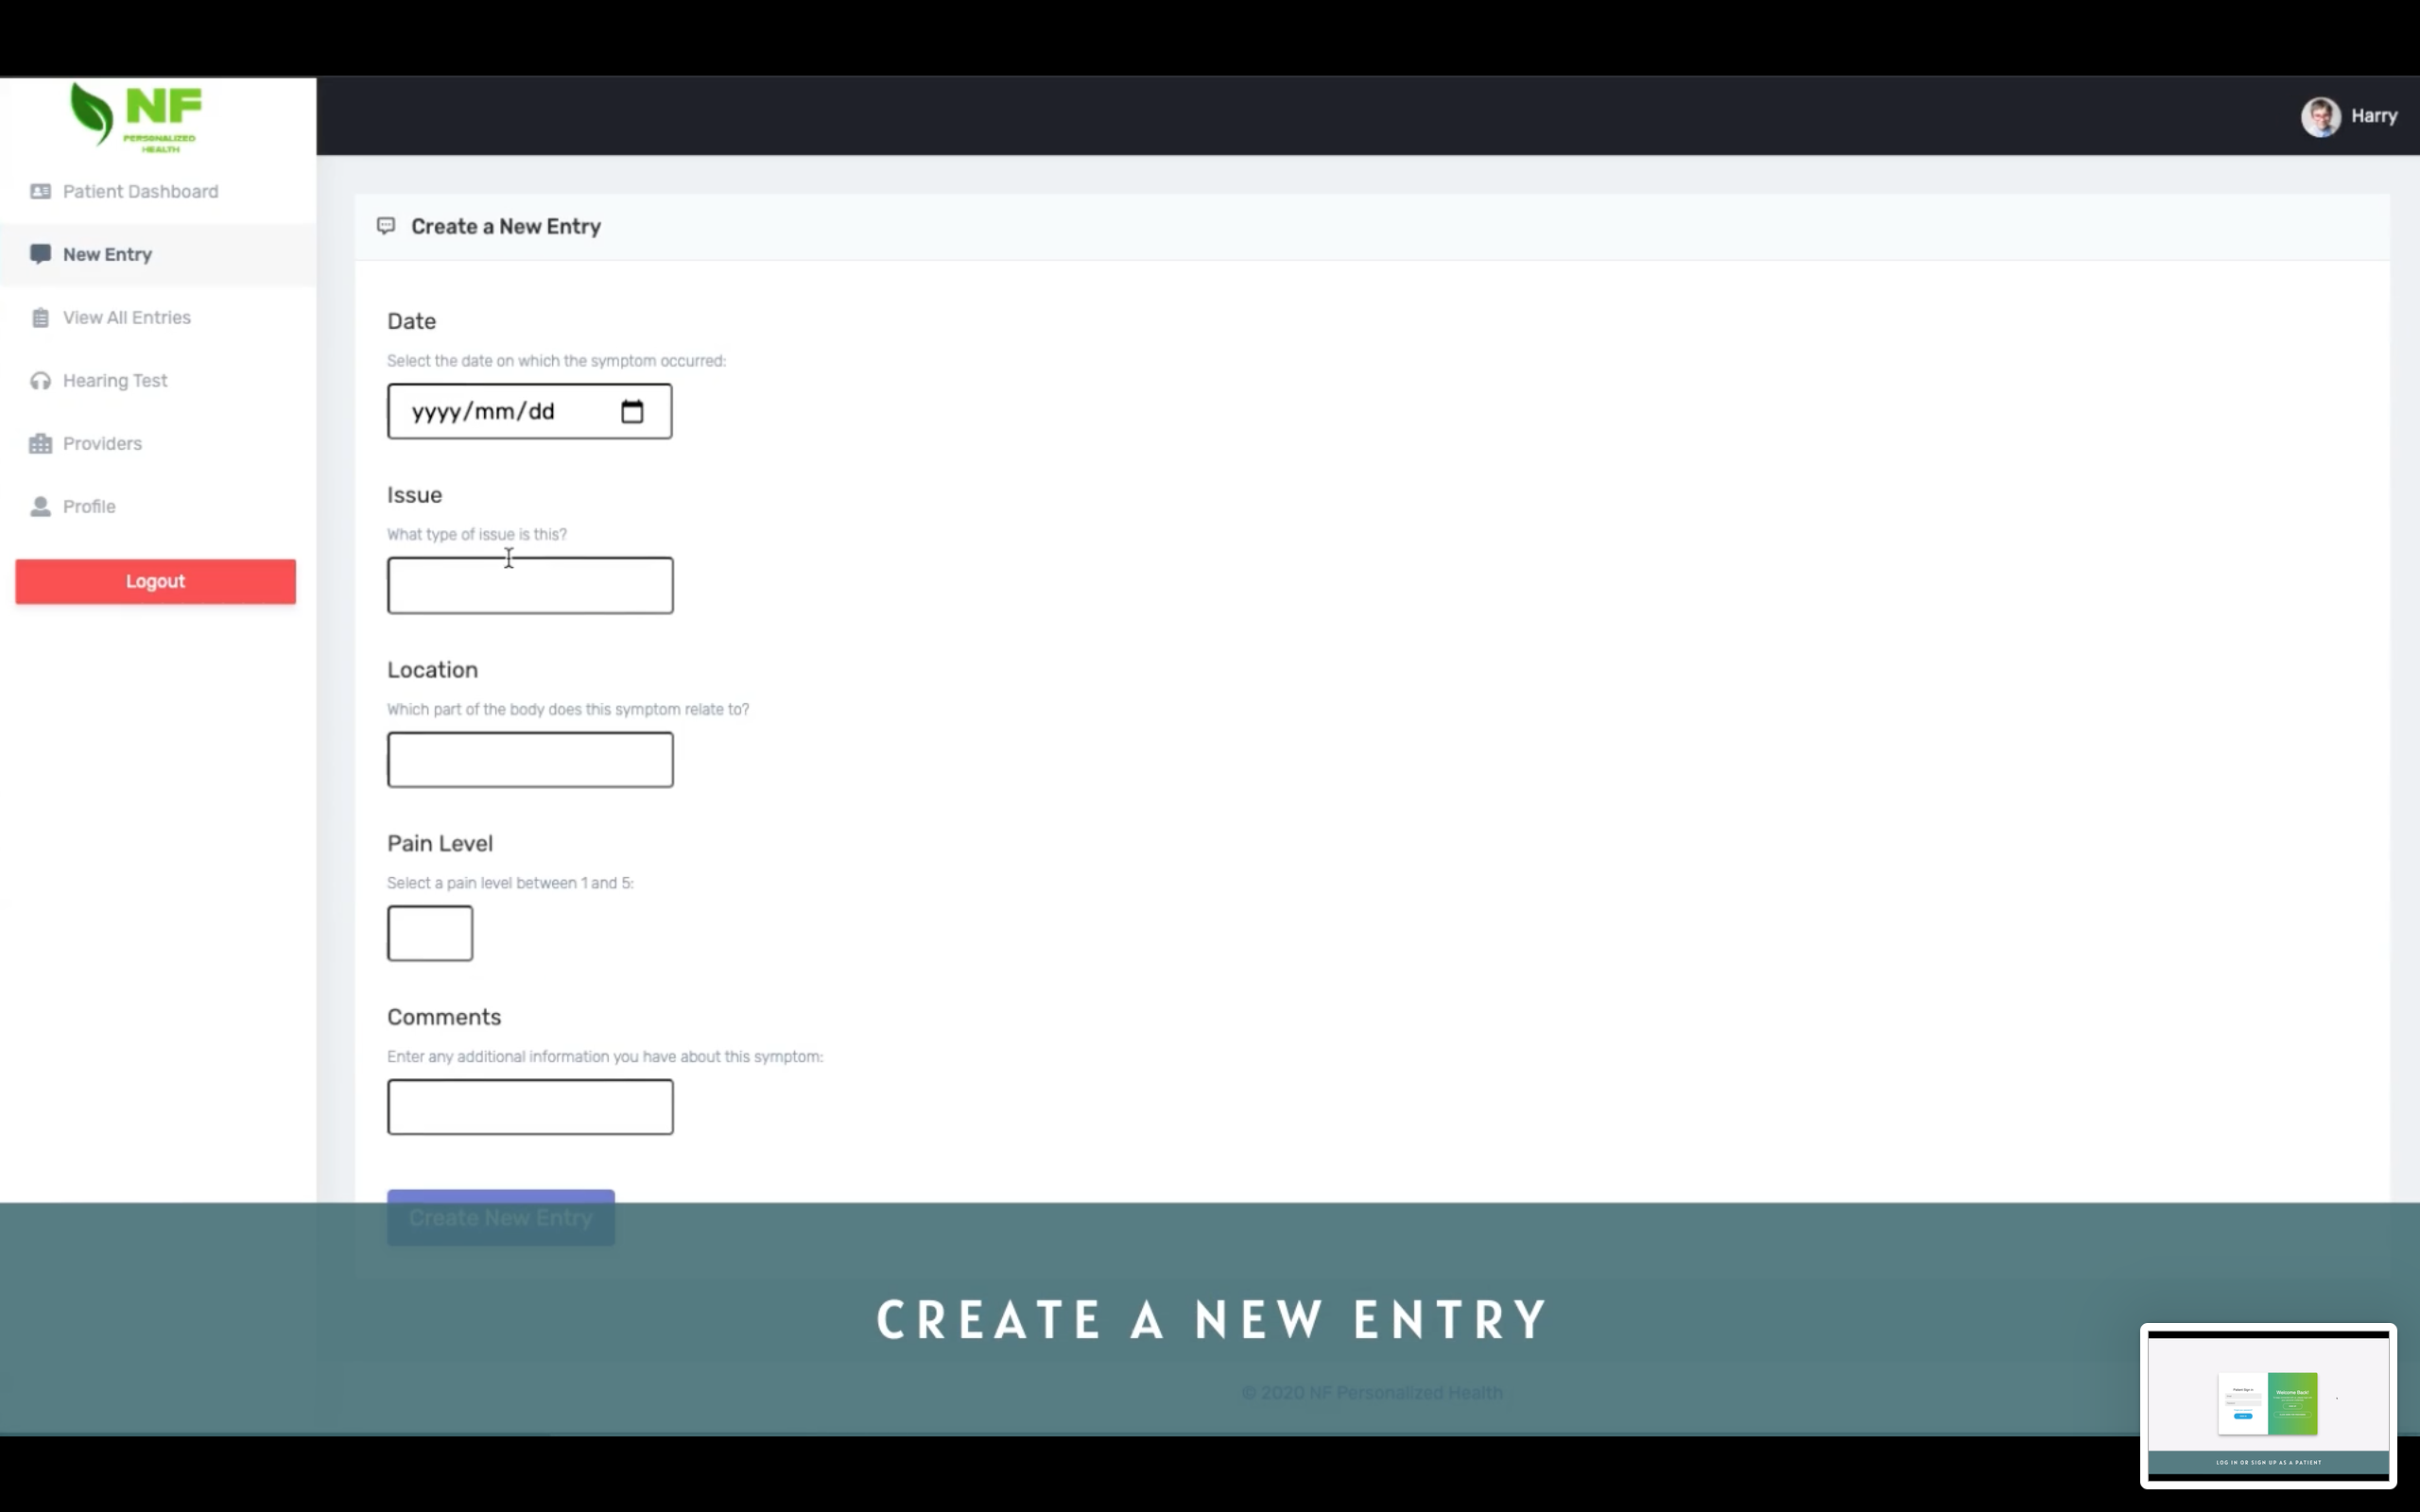 NF
PERSONALIZED
HEALTH
Harry
Patient Dashboard
New Entry
View All Entries
Hearing Test
Providers
Profile
Logout
Create a New Entry
Date
Select the date on which the symptom occurred:
yyyy/mm/dd
Issue
What type of issue is this?
Location
Which part of the body does this symptom relate to?
Pain Level
Select a pain level between 1 and 5:
Comments
Enter any additional information you have about this symptom:
Create New Entry
CREATE A NEW ENTRY
© 2020 NF Personalized Health
Patient Sign in
Welcome Back!
LOG IN OR SIGN UP AS A PATIENT